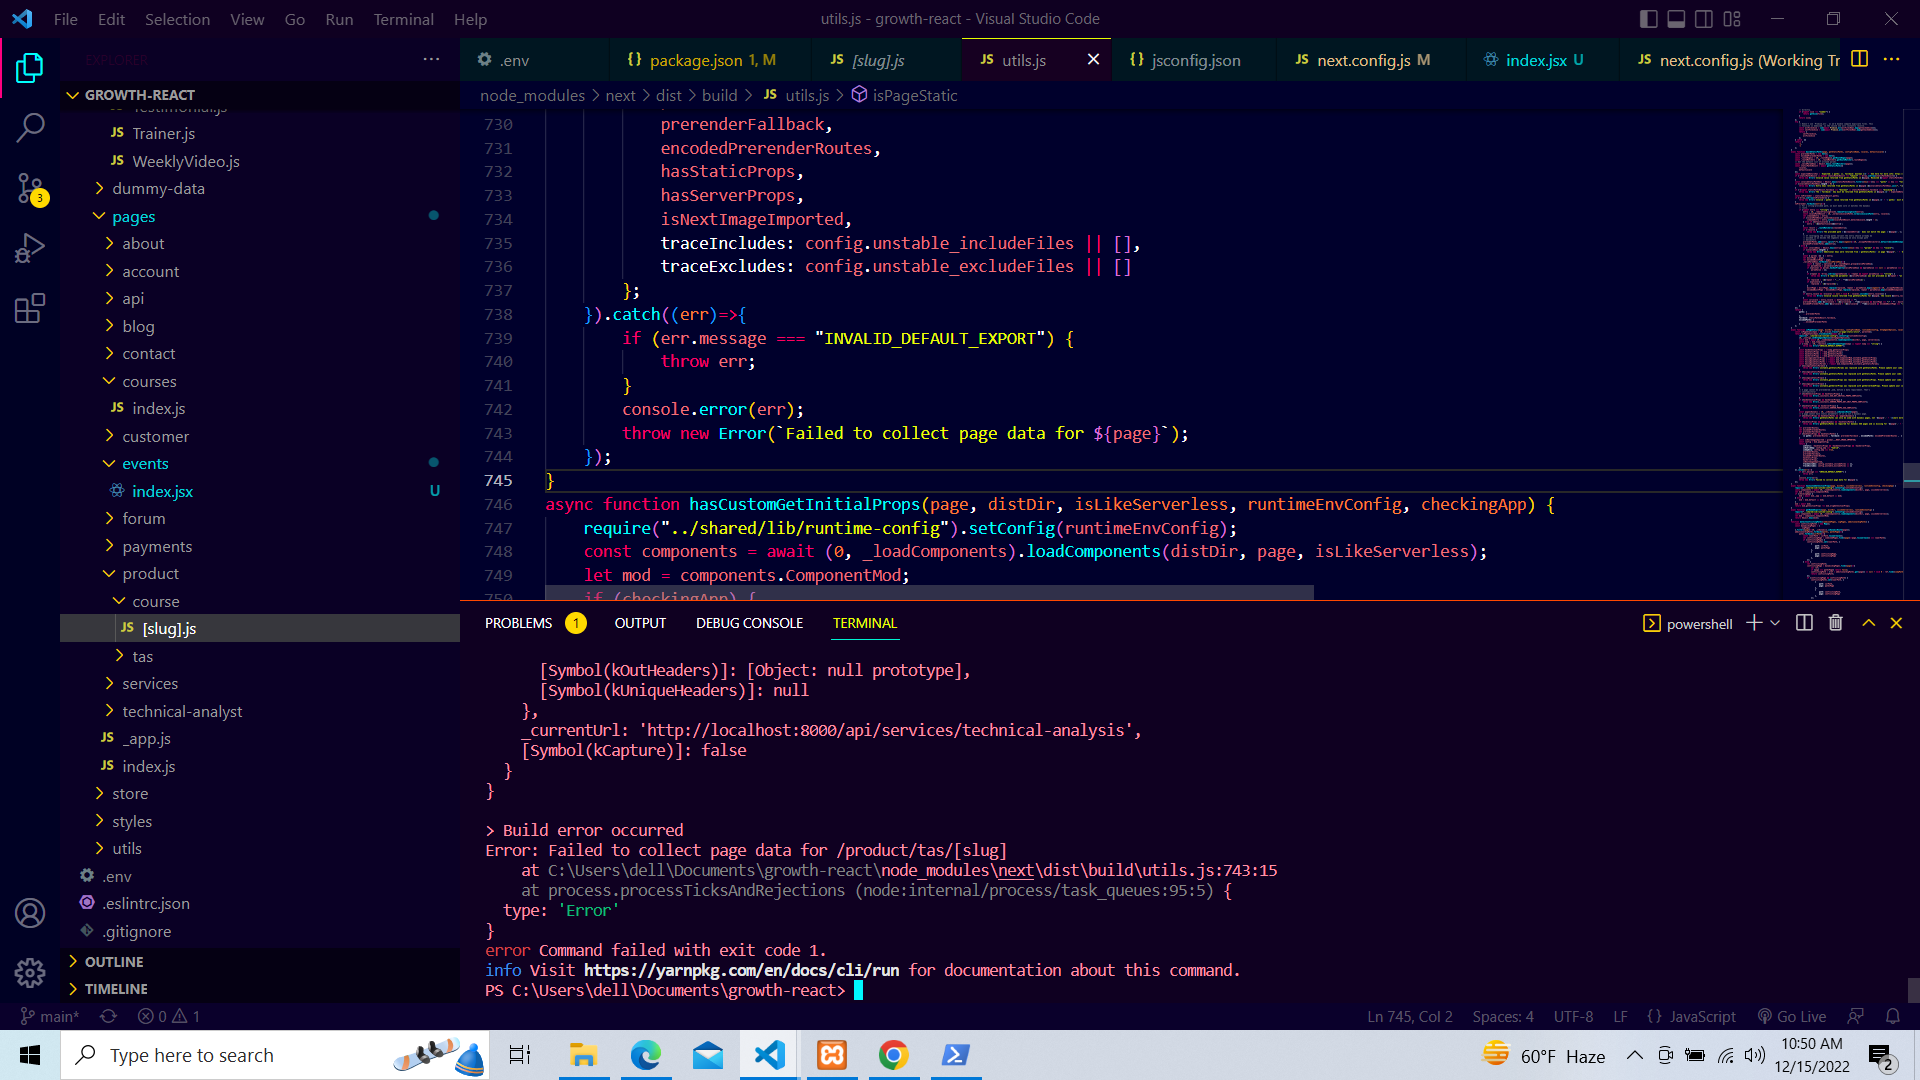 File Edit Selection View Go Run Terminal Help
utils.js - growth-react - Visual Studio Code
EXPLORER
.env
package.json 1, M
[slug].js
utils.js
jsconfig.json
next.config.js M
index.jsx U
next.config.js (Working Tr
GROWTH-REACT
Testimonial.js
Trainer.js
WeeklyVideo.js
dummy-data
pages
about
account
api
blog
contact
courses
index.js
customer
events
index.jsx U
forum
payments
product
course
[slug].js
tas
services
technical-analyst
_app.js
index.js
store
styles
utils
.env
.eslintrc.json
.gitignore
OUTLINE
TIMELINE
node_modules > next > dist > build > JS utils.js > isPageStatic
730 prerenderFallback,
731 encodedPrerenderRoutes,
732 hasStaticProps,
733 hasServerProps,
734 isNextImageImported,
735 traceIncludes: config.unstable_includeFiles || [],
736 traceExcludes: config.unstable_excludeFiles || []
737 };
738 }).catch((err)=>{
739 if (err.message === "INVALID_DEFAULT_EXPORT") {
740 throw err;
741 }
742 console.error(err);
743 throw new Error(`Failed to collect page data for ${page}`);
744 });
745 }
746 async function hasCustomGetInitialProps(page, distDir, isLikeServerless, runtimeEnvConfig, checkingApp) {
747 require("../shared/lib/runtime-config").setConfig(runtimeEnvConfig);
748 const components = await (0, _loadComponents).loadComponents(distDir, page, isLikeServerless);
749 let mod = components.ComponentMod;
750 if (checkingApp) {
PROBLEMS 1 OUTPUT DEBUG CONSOLE TERMINAL
powershell
[Symbol(kOutHeaders)]: [Object: null prototype],
[Symbol(kUniqueHeaders)]: null
},
_currentUrl: 'http://localhost:8000/api/services/technical-analysis',
[Symbol(kCapture)]: false
}
}
> Build error occurred
Error: Failed to collect page data for /product/tas/[slug]
at C:\Users\dell\Documents\growth-react\node_modules\next\dist\build\utils.js:743:15
at process.processTicksAndRejections (node:internal/process/task_queues:95:5) {
type: 'Error'
}
error Command failed with exit code 1.
info Visit https://yarnpkg.com/en/docs/cli/run for documentation about this command.
PS C:\Users\dell\Documents\growth-react>
main* 0 1
Ln 745, Col 2 Spaces: 4 UTF-8 LF {} JavaScript Go Live
Type here to search
60°F Haze
10:50 AM
12/15/2022
2
3